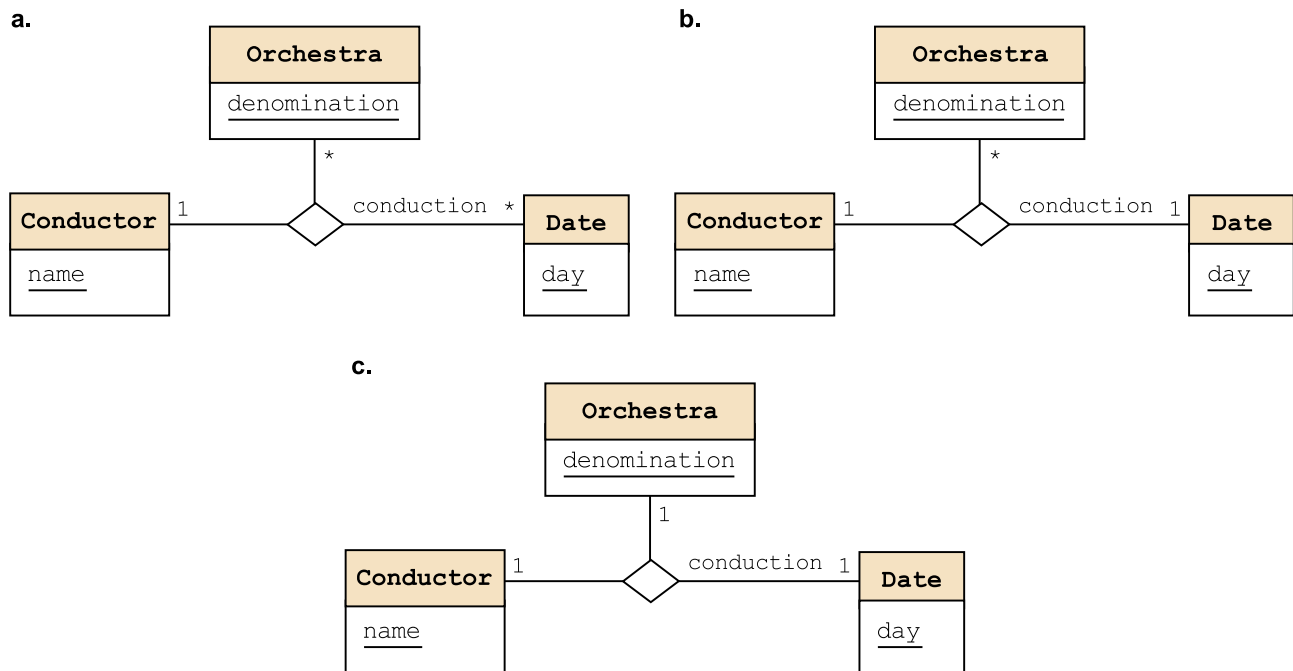 a.
Orchestra
denomination
*
Conductor 1 conduction * Date
name day
b.
Orchestra
denomination
*
Conductor 1 conduction 1 Date
name day
c.
Orchestra
denomination
1
Conductor 1 conduction 1 Date
name day